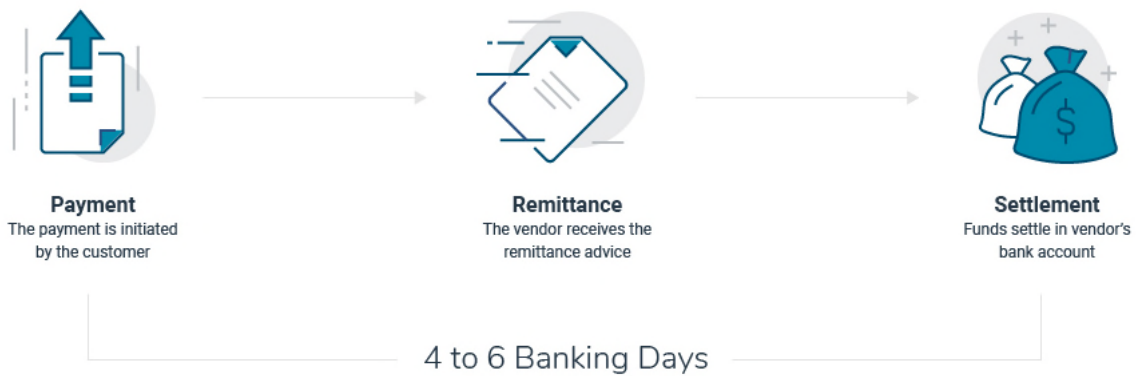 Payment
The payment is initiated
by the customer
Remittance
The vendor receives the
remittance advice
$
Settlement
Funds settle in vendor's
bank account
4 to 6 Banking Days